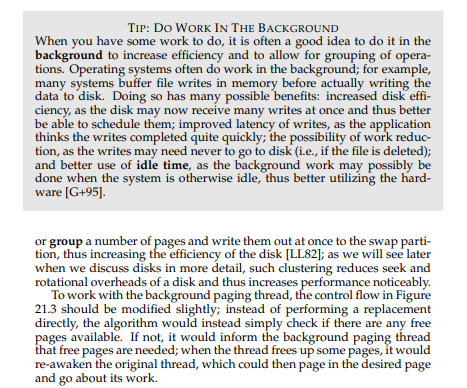 TIP: DO WORK IN THE BACKGROUND
When you have some work to do, it is often a good idea to do it in the
background to increase efficiency and to allow for grouping of opera-
tions. Operating systems often do work in the background; for example,
many systems buffer file writes in memory before actually writing the
data to disk. Doing so has many possible benefits: increased disk effi-
ciency, as the disk may now receive many writes at once and thus better
be able to schedule them; improved latency of writes, as the application
thinks the writes completed quite quickly; the possibility of work reduc-
tion, as the writes may need never to go to disk (i.e., if the file is deleted);
and better use of idle time, as the background work may possibly be
done when the system is otherwise idle, thus better utilizing the hard-
ware [G+95].
or group a number of pages and write them out at once to the swap parti-
tion, thus increasing the efficiency of the disk [LL82]; as we will see later
when we discuss disks in more detail, such clustering reduces seek and
rotational overheads of a disk and thus increases performance noticeably.
To work with the background paging thread, the control flow in Figure
21.3 should be modified slightly; instead of performing a replacement
directly, the algorithm would instead simply check if there are any free
pages available. If not, it would inform the background paging thread
that free pages are needed; when the thread frees up some pages, it would
re-awaken the original thread, which could then page in the desired page
and go about its work.